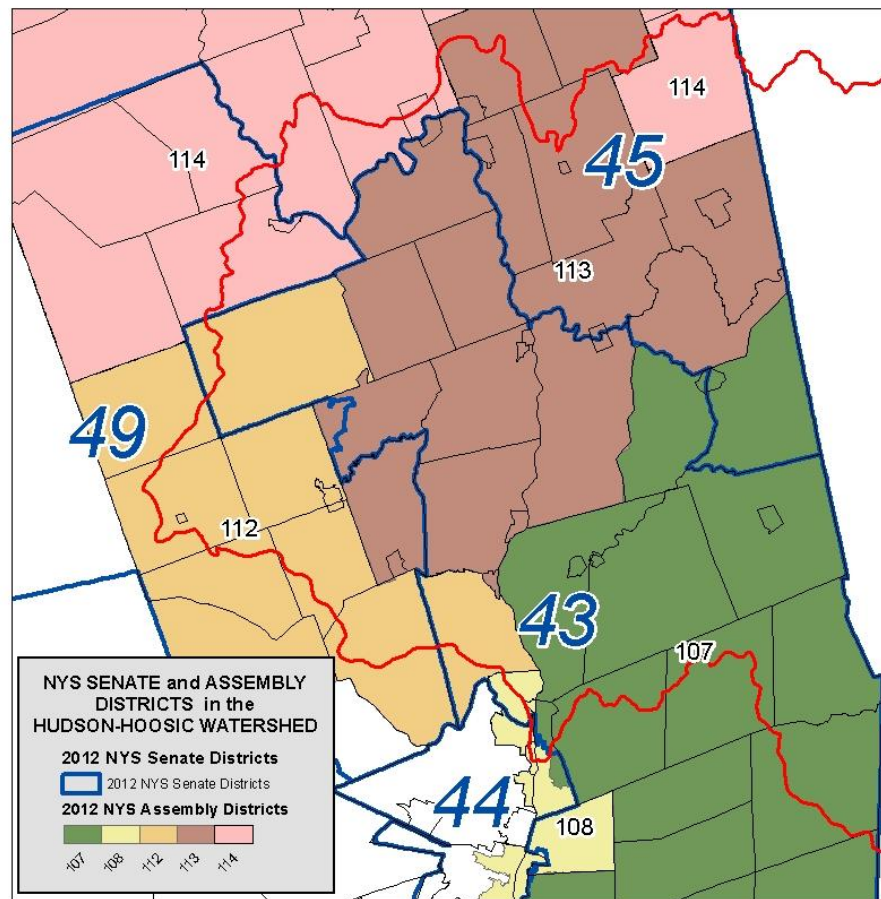 114
114
45
113
49
112
43
107
44
108
NYS SENATE and ASSEMBLY
DISTRICTS in the
HUDSON-HOOSIC WATERSHED
2012 NYS Senate Districts
2012 NYS Senate Districts
2012 NYS Assembly Districts
107 108 112 113 114